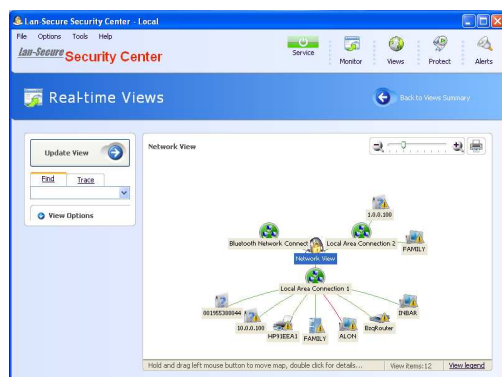 Lan-Secure Security Center - Local
File Options Tools Help
Lan-Secure Security Center
Service
Monitor
Views
Protect
Alerts
Real-time Views
Back to Views Summary
Update View
Network View
Find Trace
View Options
1.0.0.100
Bluetooth Network Connect
Local Area Connection 2
FAMILY
Network View
Local Area Connection 1
001955380044
10.0.0.100
HP91EEA1
FAMILY
ALON
BzqRouter
INBAR
Hold and drag left mouse button to move map, double click for details...
View items:12
View legend